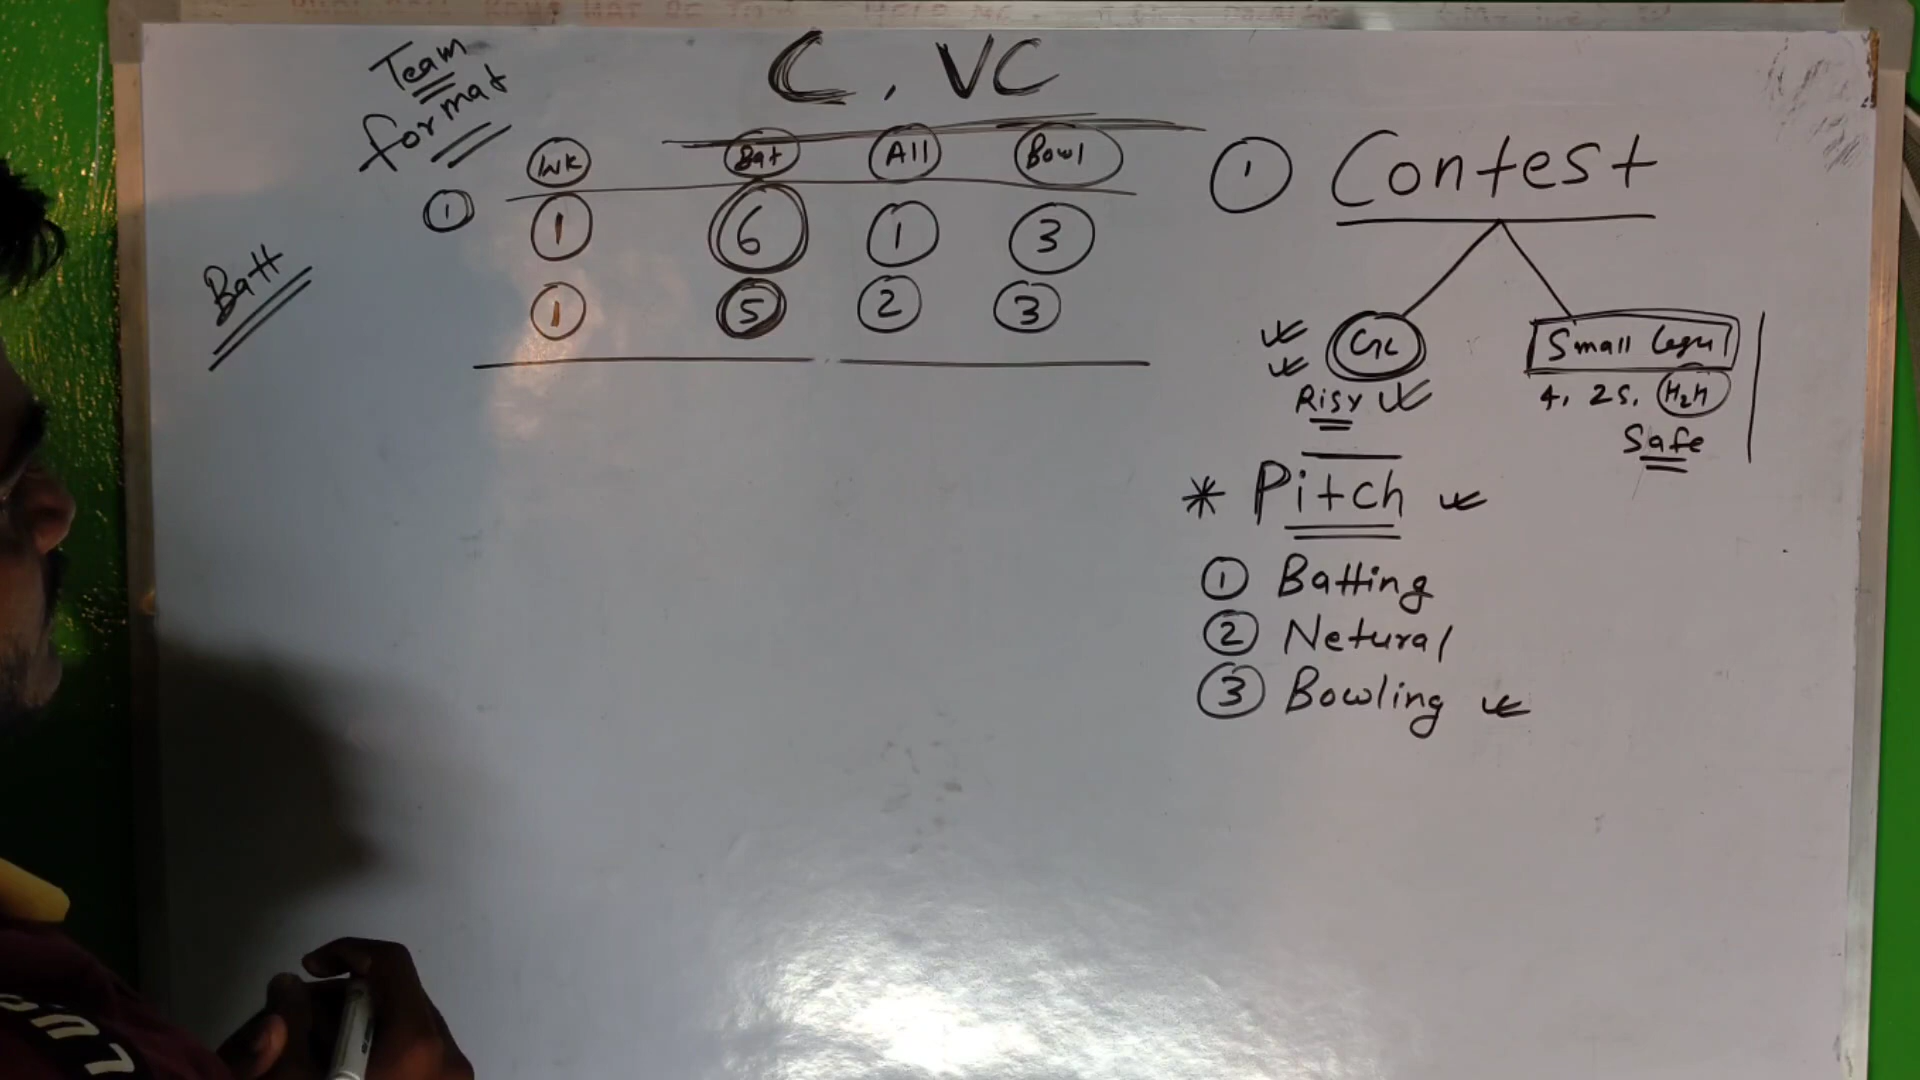 Team
format
C, VC
WK Bat All Bowl
① 1 6 1 3
Batt
1 5 2 3
① Contest
GL
Small Legul
Risy
4, 2S, H2H
Safe
* Pitch
① Batting
② Netural
③ Bowling